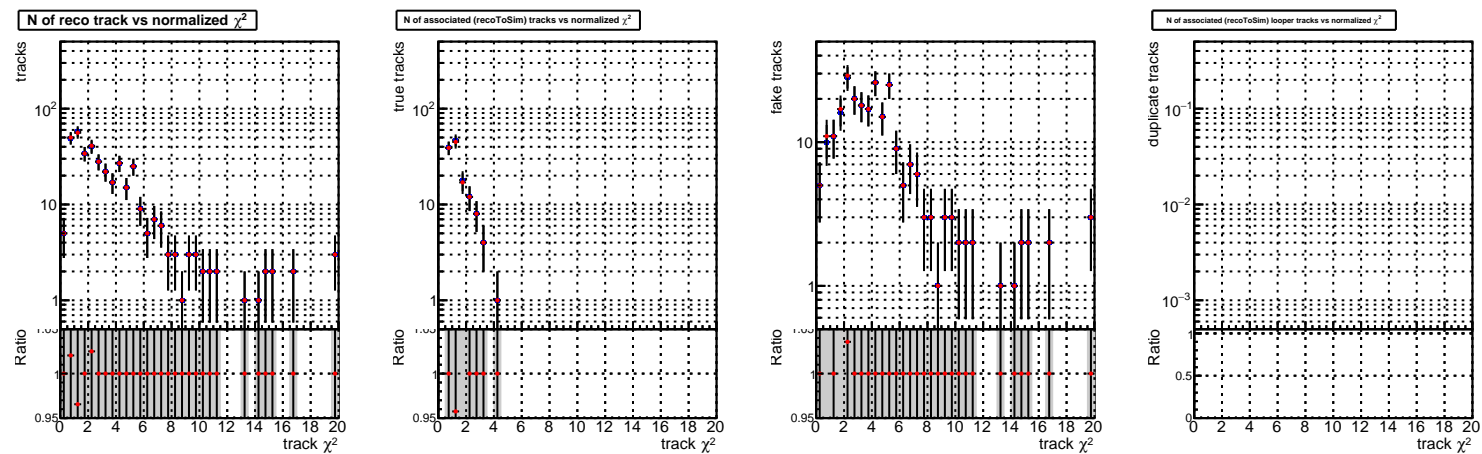 N of reco track vs normalized χ²
tracks
10²
10
1
1.05
Ratio
1
0.95
0 2 4 6 8 10 12 14 16 18 20
track χ²
N of associated (recoToSim) tracks vs normalized χ²
true tracks
10²
10
1
1.05
Ratio
1
0.95
0 2 4 6 8 10 12 14 16 18 20
track χ²
fake tracks
10
1
1.05
Ratio
1
0.95
0 2 4 6 8 10 12 14 16 18 20
track χ²
N of associated (recoToSim) looper tracks vs normalized χ²
duplicate tracks
10⁻¹
10⁻²
10⁻³
Ratio
1
0.5
0
0 2 4 6 8 10 12 14 16 18 20
track χ²